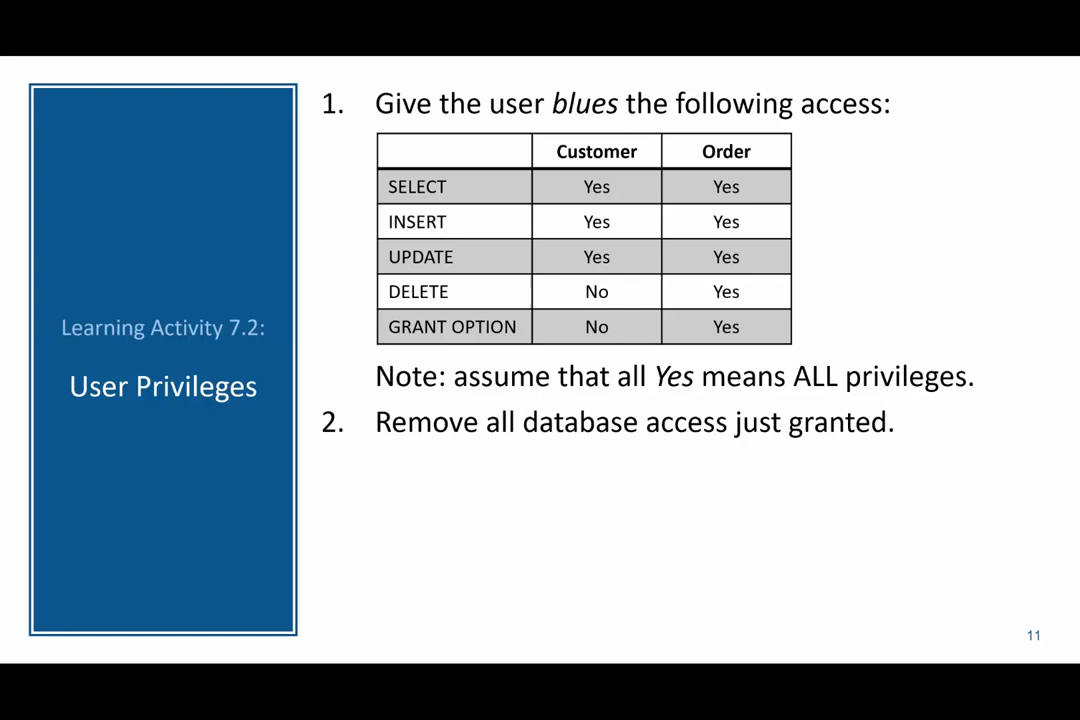 Learning Activity 7.2:
User Privileges
1. Give the user blues the following access:
Customer Order
SELECT Yes Yes
INSERT Yes Yes
UPDATE Yes Yes
DELETE No Yes
GRANT OPTION No Yes
Note: assume that all Yes means ALL privileges.
2. Remove all database access just granted.
11